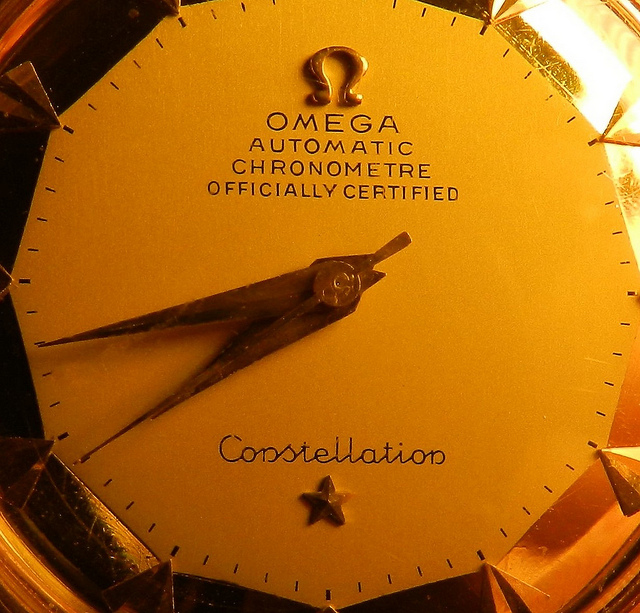 Ω
OMEGA
AUTOMATIC
CHRONOMETRE
OFFICIALLY CERTIFIED
Constellation